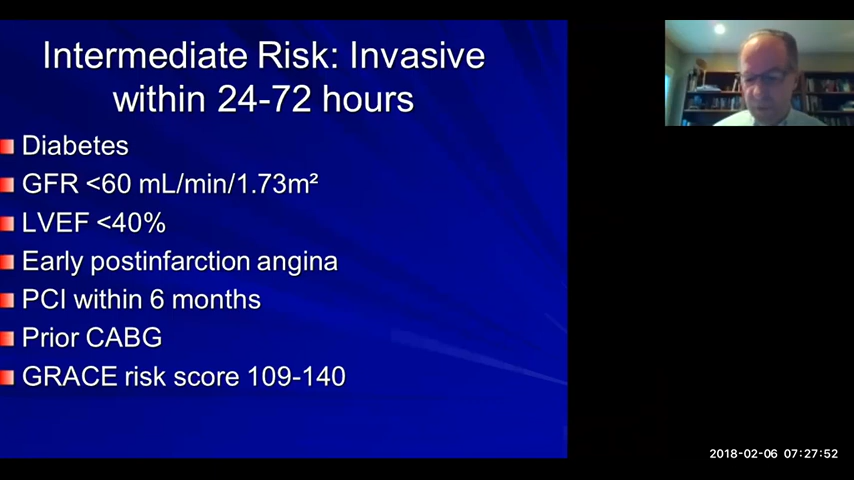 Intermediate Risk: Invasive
within 24-72 hours
Diabetes
GFR <60 mL/min/1.73m²
LVEF <40%
Early postinfarction angina
PCI within 6 months
Prior CABG
GRACE risk score 109-140
2018-02-06 07:27:52